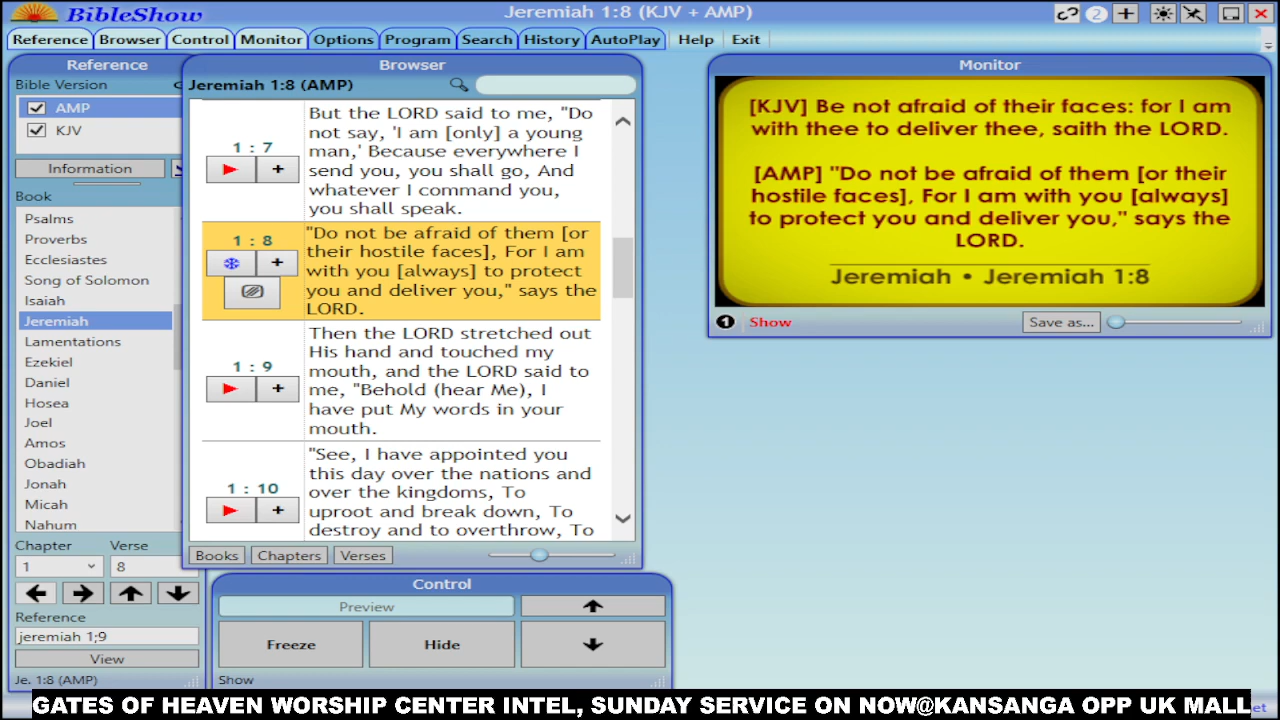 BibleShow
Jeremiah 1:8 (KJV + AMP)
2
Reference Browser Control Monitor Options Program Search History AutoPlay Help Exit
Reference
Bible Version
AMP
KJV
Information
Book
Psalms
Proverbs
Ecclesiastes
Song of Solomon
Isaiah
Jeremiah
Lamentations
Ezekiel
Daniel
Hosea
Joel
Amos
Obadiah
Jonah
Micah
Nahum
Chapter Verse
1 8
Reference
jeremiah 1;9
View
Je. 1:8 (AMP)
Browser
Jeremiah 1:8 (AMP)
1 : 7
+
But the LORD said to me, "Do
not say, 'I am [only] a young
man,' Because everywhere I
send you, you shall go, And
whatever I command you,
you shall speak.
1 : 8
+
"Do not be afraid of them [or
their hostile faces], For I am
with you [always] to protect
you and deliver you," says the
LORD.
1 : 9
+
Then the LORD stretched out
His hand and touched my
mouth, and the LORD said to
me, "Behold (hear Me), I
have put My words in your
mouth.
1 : 10
+
"See, I have appointed you
this day over the nations and
over the kingdoms, To
uproot and break down, To
destroy and to overthrow, To
Books Chapters Verses
Control
Preview
Freeze Hide
Show
Monitor
[KJV] Be not afraid of their faces: for I am
with thee to deliver thee, saith the LORD.
[AMP] "Do not be afraid of them [or their
hostile faces], For I am with you [always]
to protect you and deliver you," says the
LORD.
Jeremiah • Jeremiah 1:8
1 Show Save as...
GATES OF HEAVEN WORSHIP CENTER INTEL, SUNDAY SERVICE ON NOW@KANSANGA OPP UK MALL